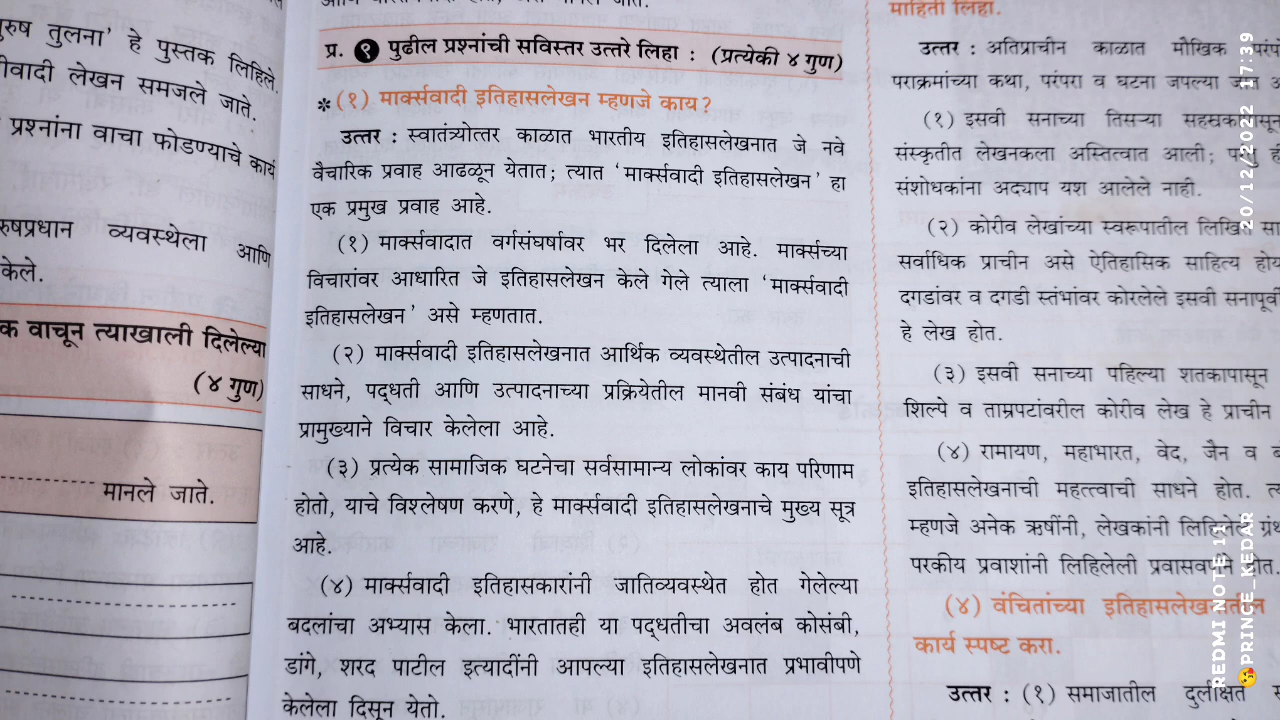 तुलना' हे पुस्तक लिहिले.
लेखन समजले जाते.
प्रश्नांना वाचा फोडण्याचे कार्य
व्यवस्थेला आणि
केले.
वाचून त्याखाली दिलेल्या
(४ गुण)
मानले जाते.
प्र. ९ पुढील प्रश्नांची सविस्तर उत्तरे लिहा : (प्रत्येकी ४ गुण)
*(१) मार्क्सवादी इतिहासलेखन म्हणजे काय?
उत्तर : स्वातंत्र्योत्तर काळात भारतीय इतिहासलेखनात जे नवे
वैचारिक प्रवाह आढळून येतात; त्यात 'मार्क्सवादी इतिहासलेखन' हा
एक प्रमुख प्रवाह आहे.
(१) मार्क्सवादात वर्गसंघर्षावर भर दिलेला आहे. मार्क्सच्या
विचारांवर आधारित जे इतिहासलेखन केले गेले त्याला 'मार्क्सवादी
इतिहासलेखन' असे म्हणतात.
(२) मार्क्सवादी इतिहासलेखनात आर्थिक व्यवस्थेतील उत्पादनाची
साधने, पद्धती आणि उत्पादनाच्या प्रक्रियेतील मानवी संबंध यांचा
प्रामुख्याने विचार केलेला आहे.
(३) प्रत्येक सामाजिक घटनेचा सर्वसामान्य लोकांवर काय परिणाम
होतो, याचे विश्लेषण करणे, हे मार्क्सवादी इतिहासलेखनाचे मुख्य सूत्र
आहे.
(४) मार्क्सवादी इतिहासकारांनी जातिव्यवस्थेत होत गेलेल्या
बदलांचा अभ्यास केला. भारतातही या पद्धतीचा अवलंब कोसंबी,
डांगे, शरद पाटील इत्यादींनी आपल्या इतिहासलेखनात प्रभावीपणे
केलेला दिसून येतो.
माहिती लिहा.
उत्तर : अतिप्राचीन काळात मौखिक
पराक्रमांच्या कथा, परंपरा व घटना जपल्या
(१) इसवी सनाच्या तिसऱ्या
संस्कृतीत लेखनकला अस्तित्वात आली;
संशोधकांना अद्याप यश आलेले नाही.
(२) कोरीव लेखांच्या स्वरूपातील लिखित
सर्वाधिक प्राचीन असे ऐतिहासिक साहित्य
दगडांवर व दगडी स्तंभांवर कोरलेले इसवी
हे लेख होत.
(३) इसवी सनाच्या पहिल्या शतकापासून
शिल्पे व ताम्रपटांवरील कोरीव लेख हे प्राचीन
(४) रामायण, महाभारत, वेद, जैन व
इतिहासलेखनाची महत्त्वाची साधने होत.
म्हणजे अनेक ऋषींनी, लेखकांनी लिहिलेले
परकीय प्रवाशांनी लिहिलेली प्रवासवर्णने होत.
(४) वंचितांच्या इतिहासलेखनातील
कार्य स्पष्ट करा.
उत्तर : (१) समाजातील दुर्लक्षित
REDMI NOTE 11
@PRINCE_KEDAR
20/12/2022 17:39